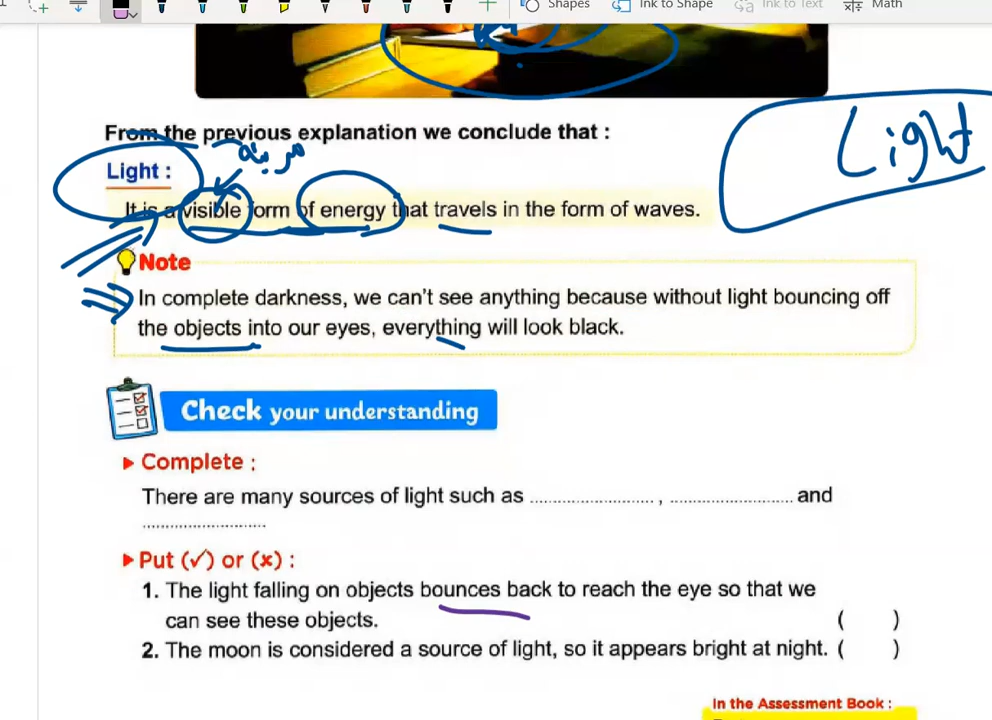 Shapes Ink to Shape Ink to Text Math
From the previous explanation we conclude that :
Light
Light :
مرئية
It is a visible form of energy that travels in the form of waves.
Note
In complete darkness, we can't see anything because without light bouncing off
the objects into our eyes, everything will look black.
Check your understanding
Complete :
There are many sources of light such as ........................ , ........................ and
........................
Put (✓) or (x) :
1. The light falling on objects bounces back to reach the eye so that we
can see these objects. ( )
2. The moon is considered a source of light, so it appears bright at night. ( )
In the Assessment Book :